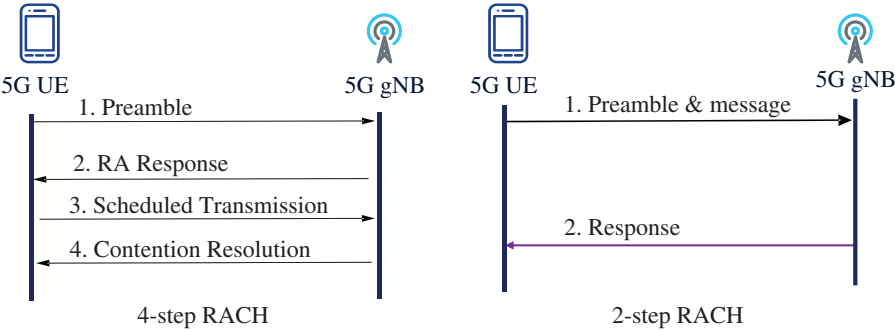 5G UE
5G gNB
1. Preamble
2. RA Response
3. Scheduled Transmission
4. Contention Resolution
4-step RACH
5G UE
5G gNB
1. Preamble & message
2. Response
2-step RACH